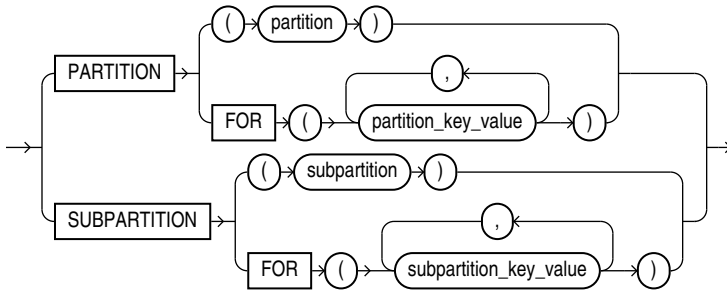 ( partition )
PARTITION
,
FOR ( partition_key_value )
( subpartition )
SUBPARTITION
,
FOR ( subpartition_key_value )